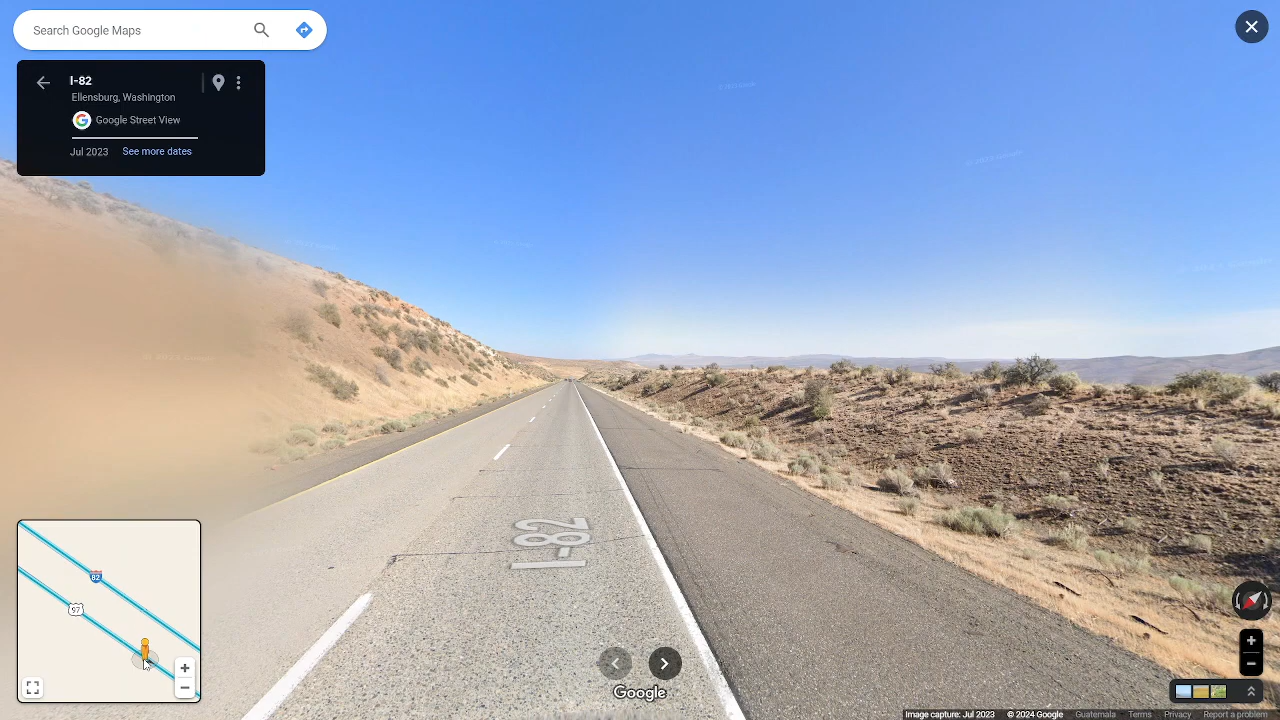 Search Google Maps
I-82
Ellensburg, Washington
Google Street View
Jul 2023
See more dates
I-82
82
97
Google
Image capture: Jul 2023
© 2024 Google
Guatemala
Terms
Privacy
Report a problem